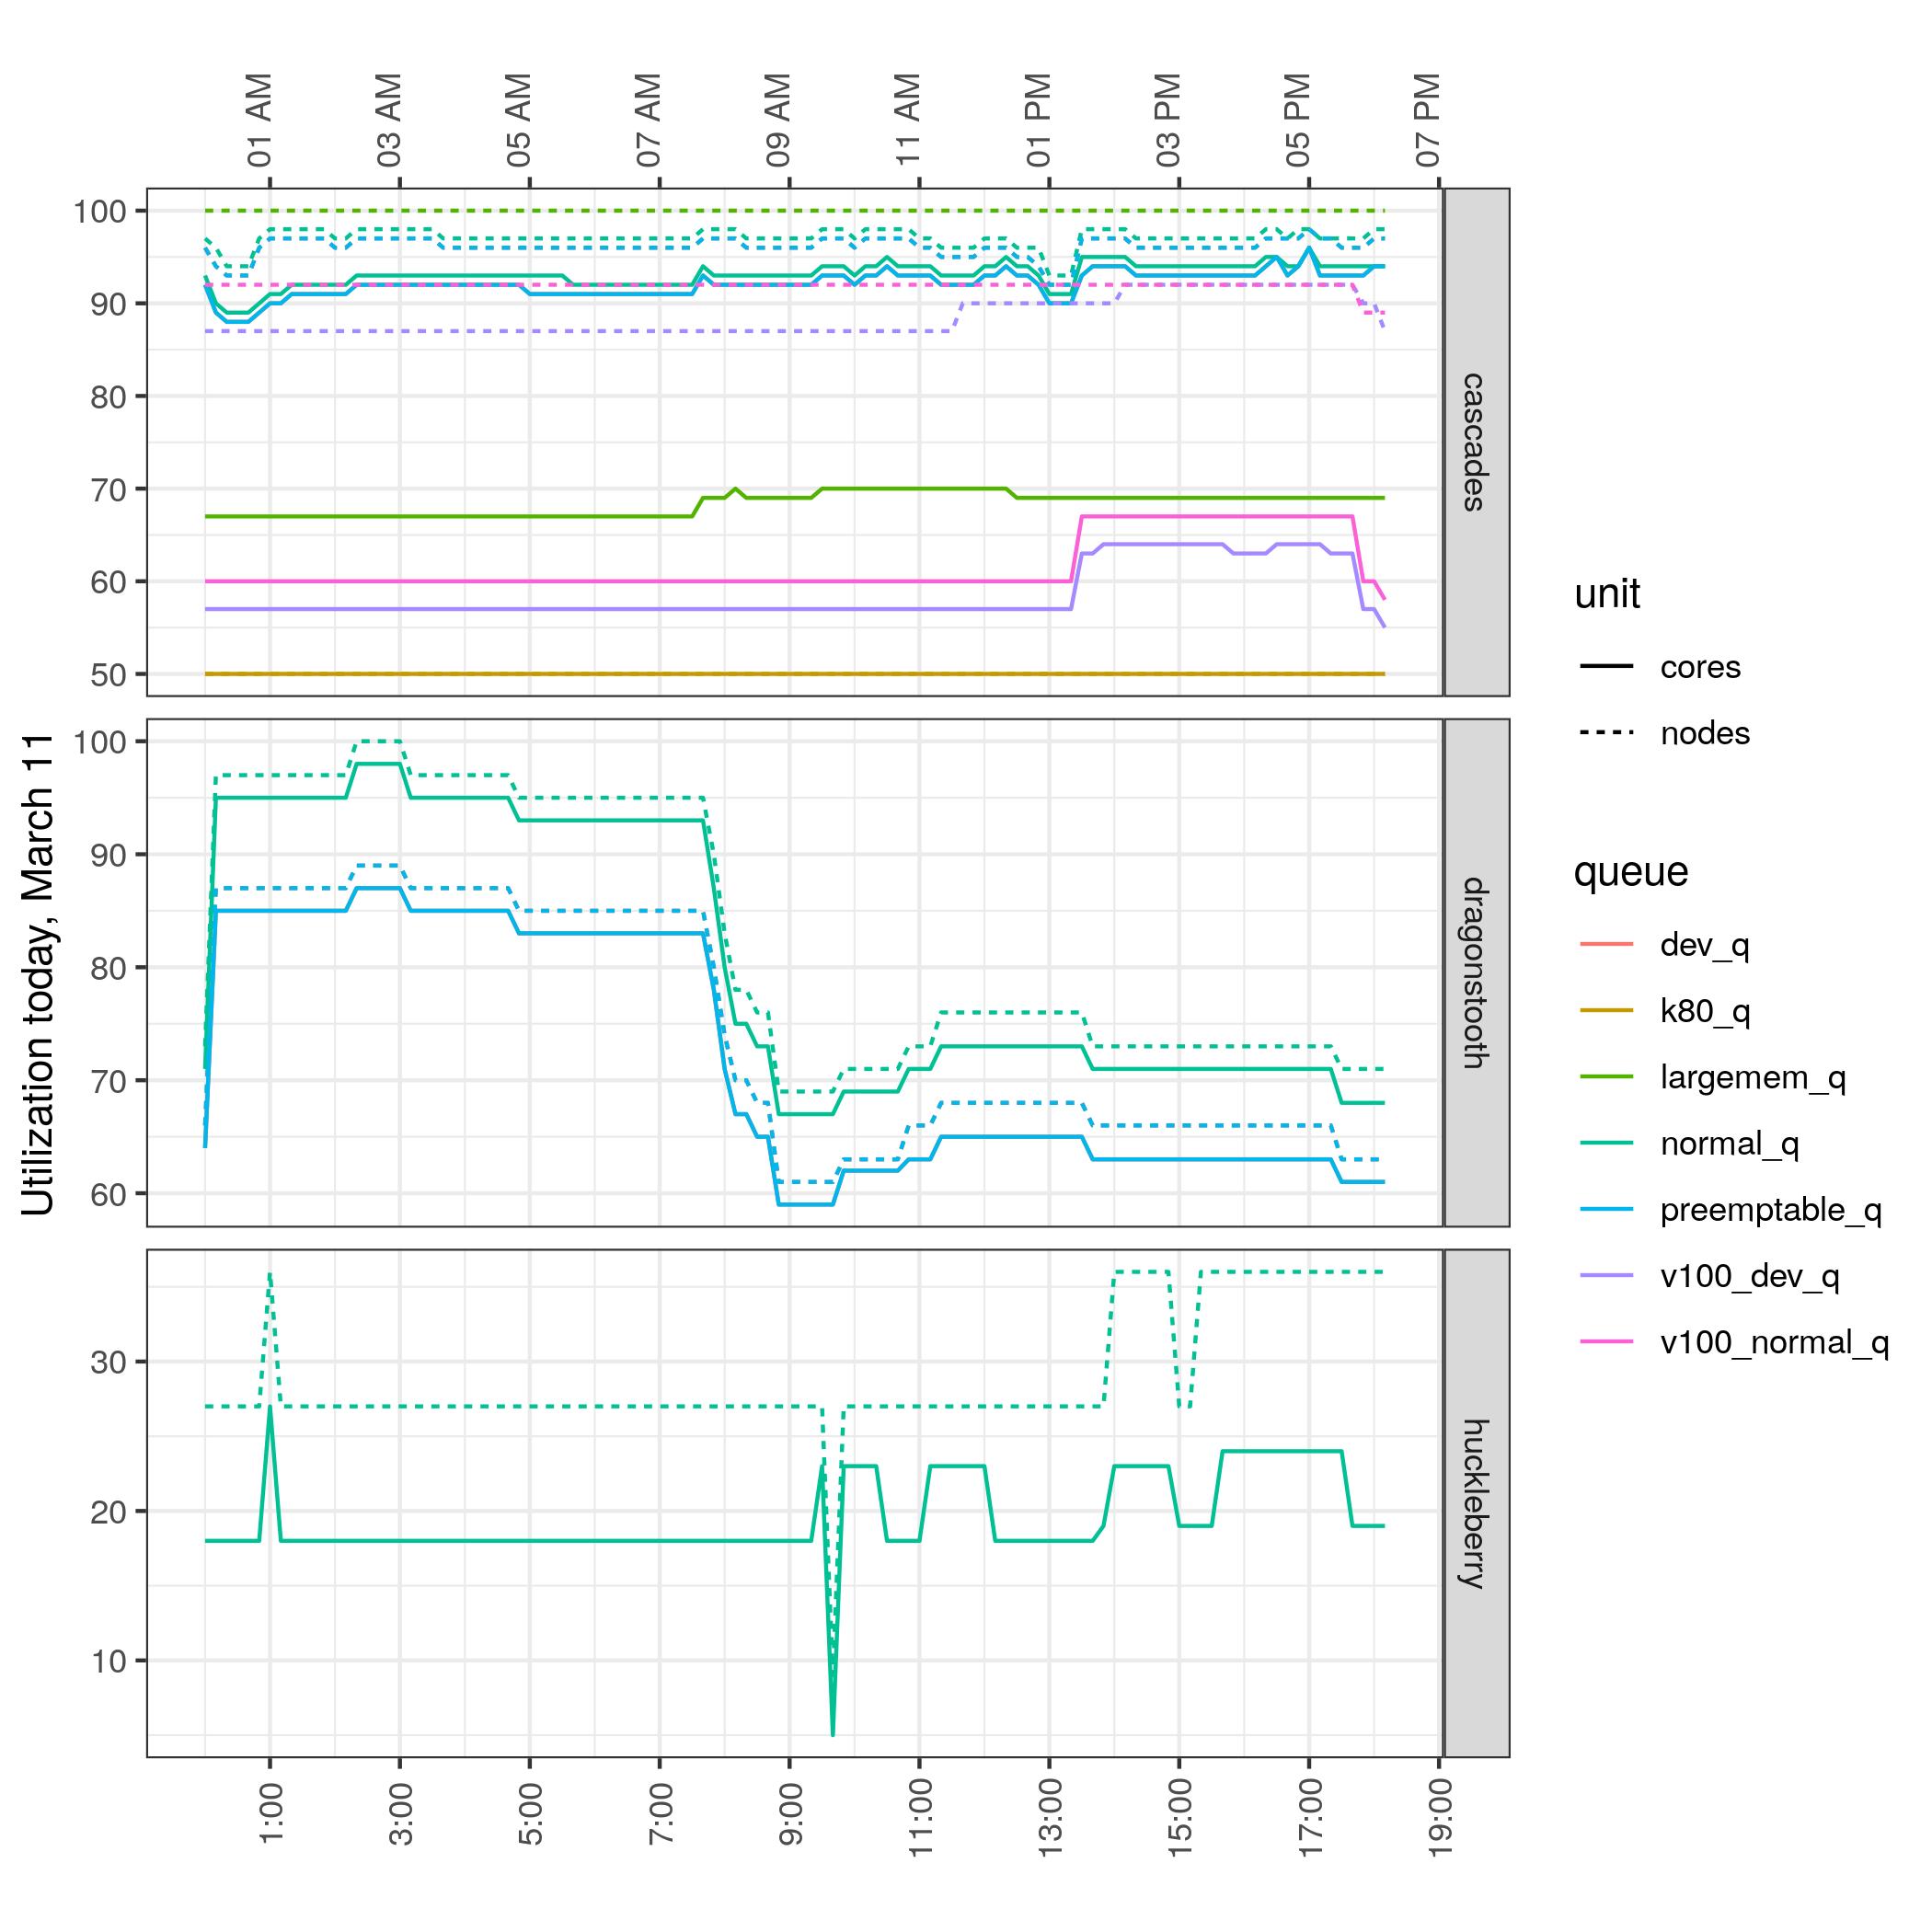 01 AM
03 AM
05 AM
07 AM
09 AM
11 AM
01 PM
03 PM
05 PM
07 PM
Utilization today, March 11
100
90
80
70
60
50
cascades
100
90
80
70
60
dragonstooth
30
20
10
huckleberry
1:00
3:00
5:00
7:00
9:00
11:00
13:00
15:00
17:00
19:00
unit
cores
nodes
queue
dev_q
k80_q
largemem_q
normal_q
preemptable_q
v100_dev_q
v100_normal_q